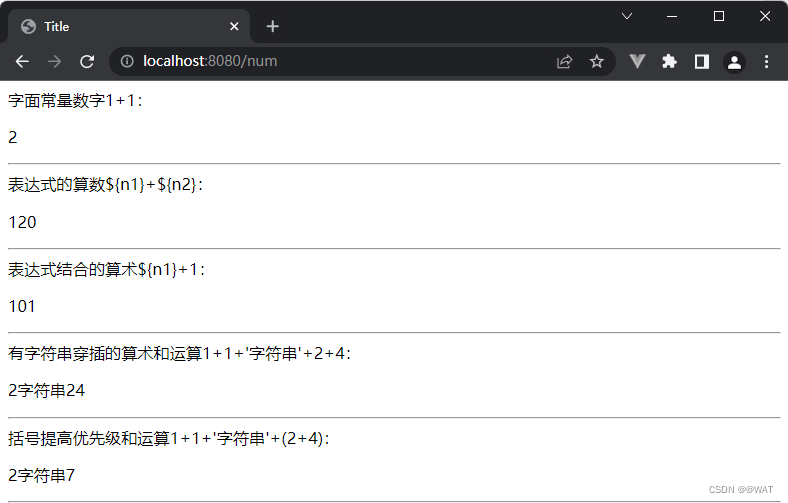 Title
localhost:8080/num
字面常量数字1+1：
2
表达式的算数${n1}+${n2}：
120
表达式结合的算术${n1}+1：
101
有字符串穿插的算术和运算1+1+'字符串'+2+4：
2字符串24
括号提高优先级和运算1+1+'字符串'+(2+4)：
2字符串7
CSDN @@WAT